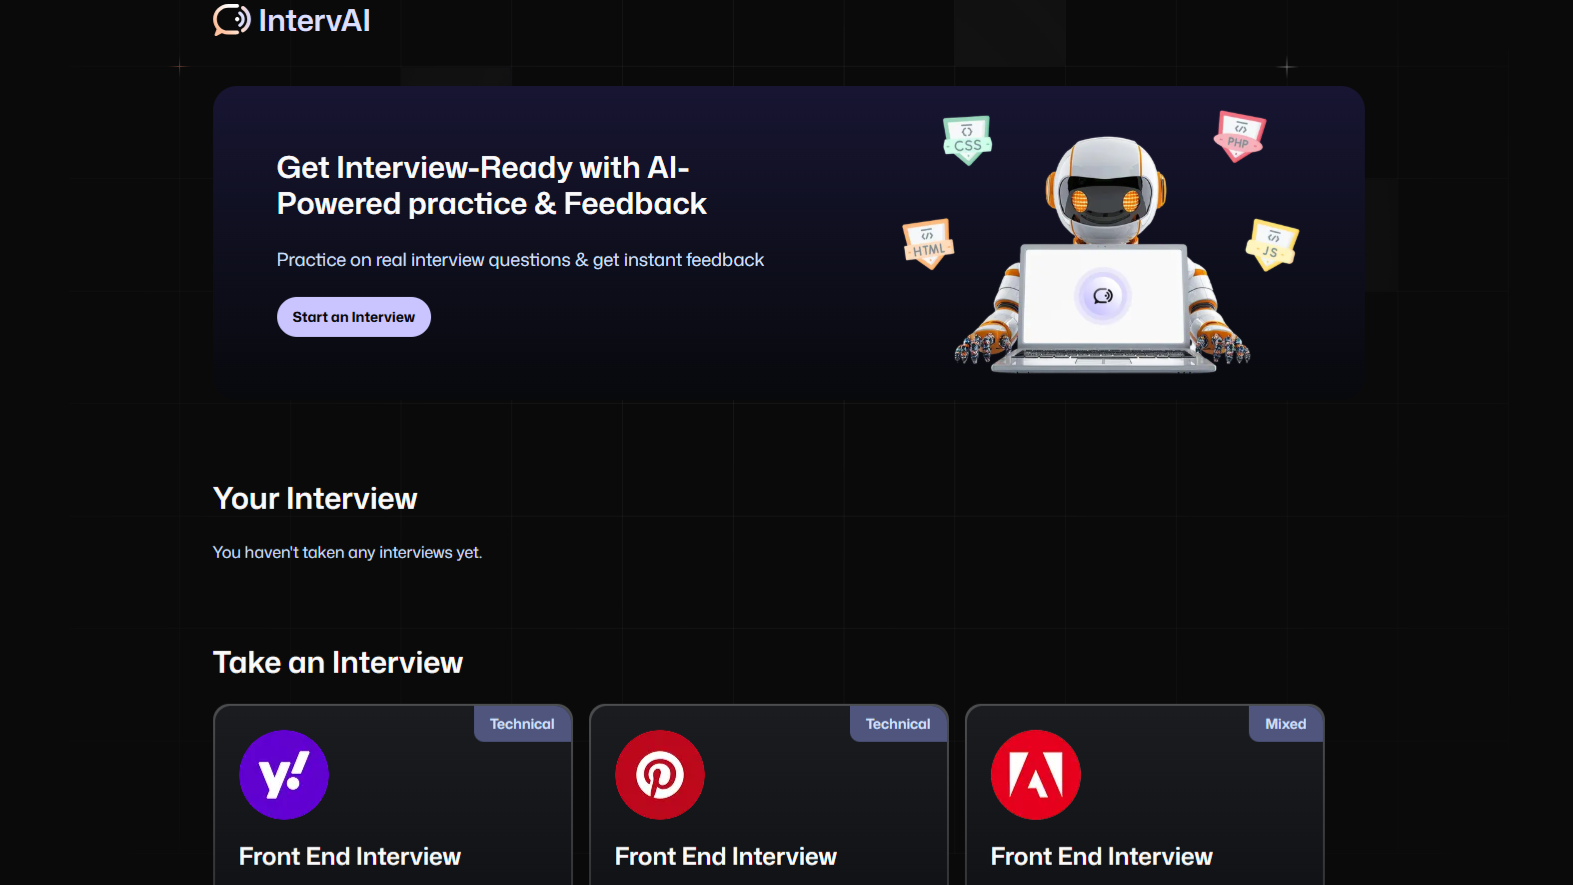 IntervAI
Get Interview-Ready with AI-
Powered practice & Feedback
Practice on real interview questions & get instant feedback
Start an Interview
CSS
PHP
HTML
JS
Your Interview
You haven't taken any interviews yet.
Take an Interview
Technical
Front End Interview
Technical
Front End Interview
Mixed
Front End Interview